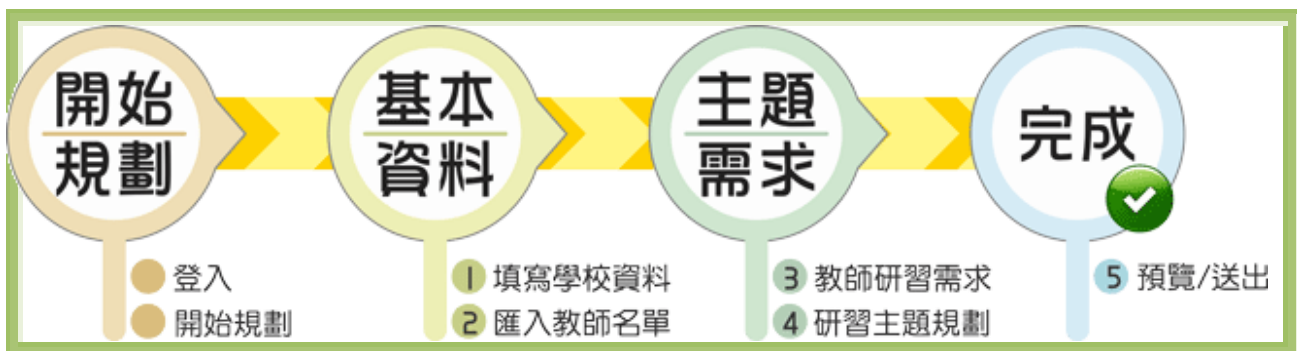 開始
規劃
登入
開始規劃
基本
資料
1 填寫學校資料
2 匯入教師名單
主題
需求
3 教師研習需求
4 研習主題規劃
完成
5 預覽/送出